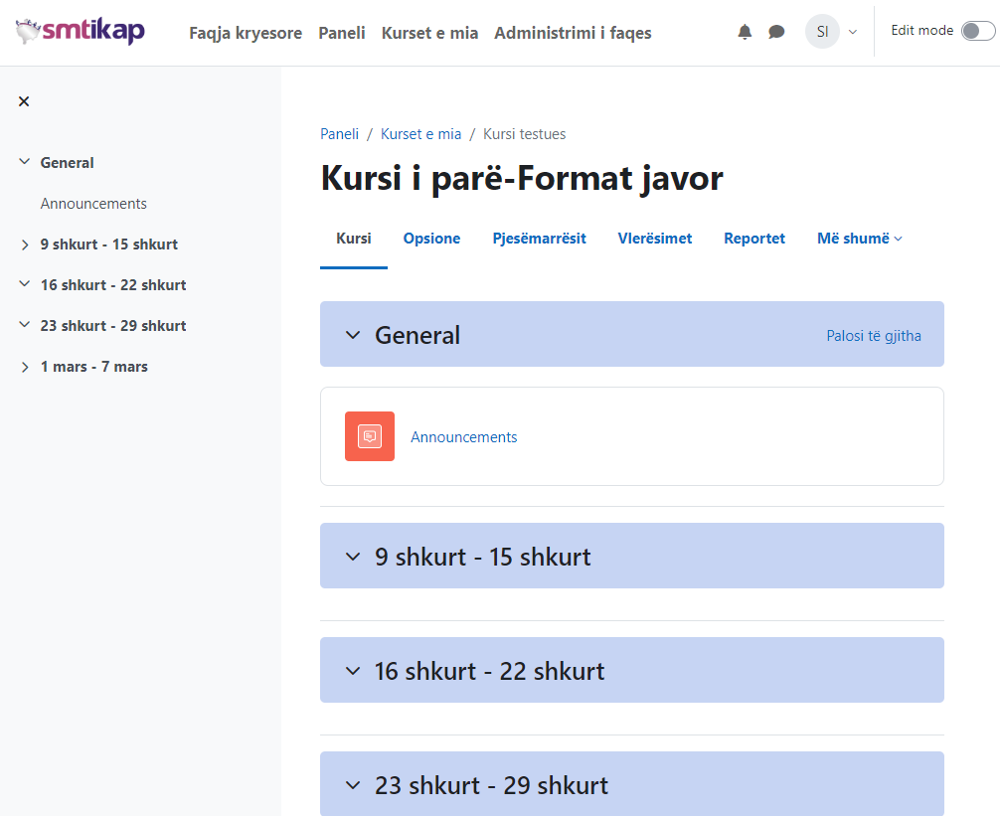 smtikap
Faqja kryesore Paneli Kurset e mia Administrimi i faqes
SI
Edit mode
General
Announcements
9 shkurt - 15 shkurt
16 shkurt - 22 shkurt
23 shkurt - 29 shkurt
1 mars - 7 mars
Paneli / Kurset e mia / Kursi testues
Kursi i parë-Format javor
Kursi Opsione Pjesëmarrësit Vlerësimet Reportet Më shumë
General
Palosi të gjitha
Announcements
9 shkurt - 15 shkurt
16 shkurt - 22 shkurt
23 shkurt - 29 shkurt